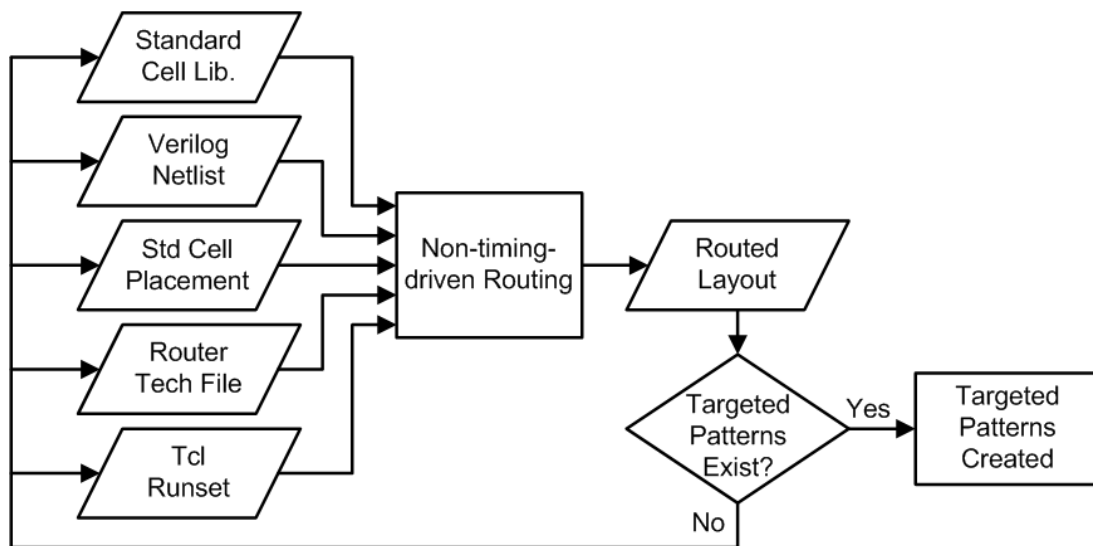 Standard
Cell Lib.
Verilog
Netlist
Std Cell
Placement
Router
Tech File
Tcl
Runset
Non-timing-
driven Routing
Routed
Layout
Targeted
Patterns
Exist?
Yes
No
Targeted
Patterns
Created